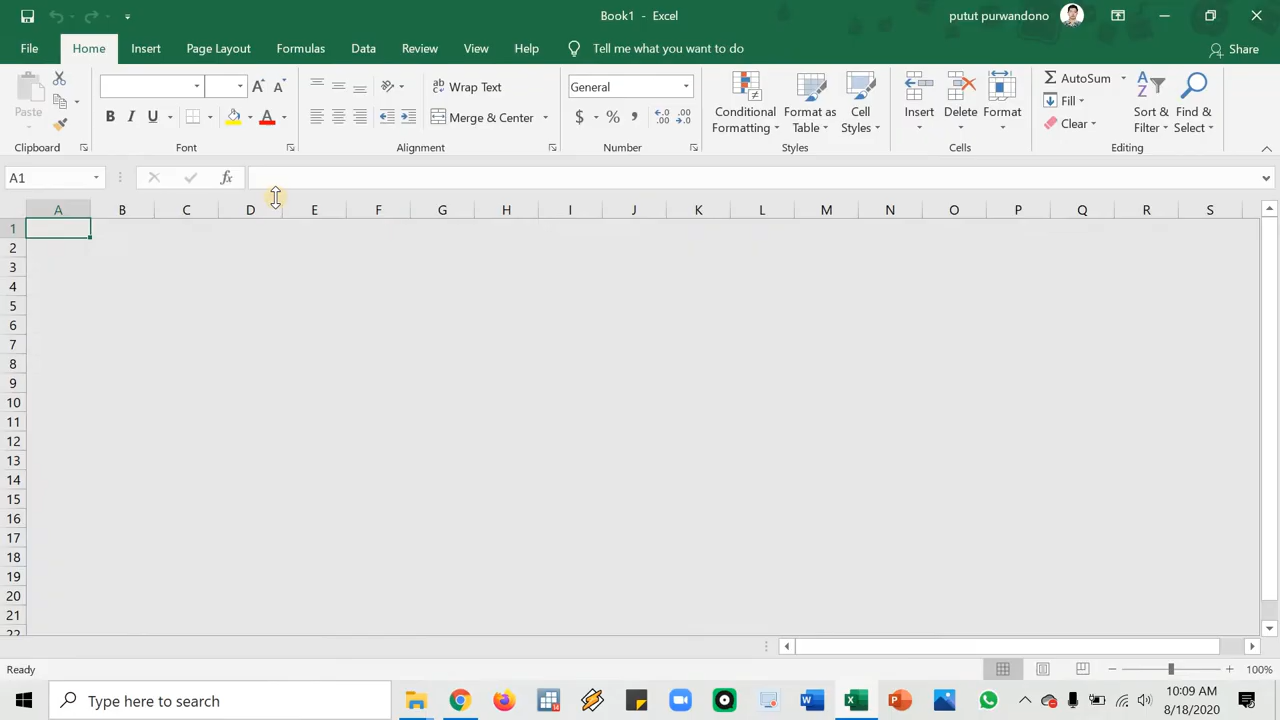 Book1 - Excel
putut purwandono
File Home Insert Page Layout Formulas Data Review View Help Tell me what you want to do Share
Paste
B I U
Wrap Text
Merge & Center
General
$ % ,
Conditional Formatting
Format as Table
Cell Styles
Insert
Delete
Format
AutoSum
Fill
Clear
Sort & Filter
Find & Select
Clipboard Font Alignment Number Styles Cells Editing
A1 fx
A B C D E F G H I J K L M N O P Q R S
1
2
3
4
5
6
7
8
9
10
11
12
13
14
15
16
17
18
19
20
21
22
Ready 100%
Type here to search
10:09 AM
8/18/2020